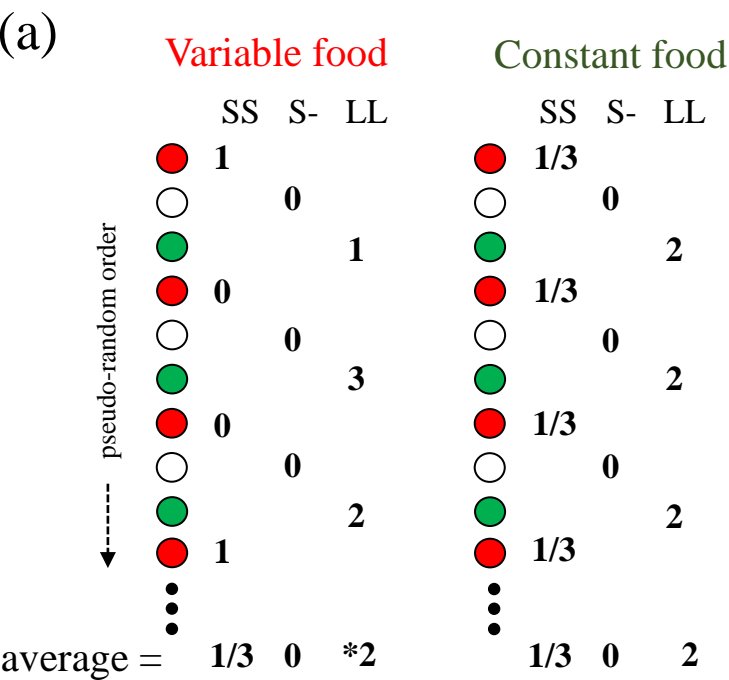 (a)
Variable food Constant food
SS S- LL SS S- LL
1 1/3
0 0
1 2
0 1/3
0 0
3 2
0 1/3
0 0
2 2
1 1/3
pseudo-random order
average = 1/3 0 *2 1/3 0 2